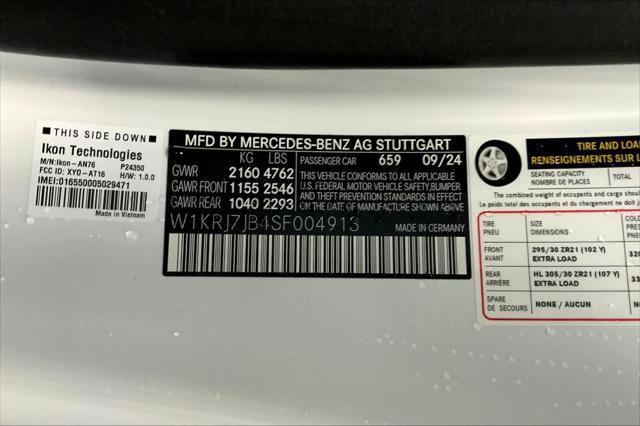 THIS SIDE DOWN
Ikon Technologies
M/N:Ikon-AN76 P24350
FCC ID: XYO-AT16 H/W: 1.0.0
IMEI:016550005029471
Made in Vietnam
MFD BY MERCEDES-BENZ AG STUTTGART
KG LBS PASSENGER CAR 659 09/24
GWVR 2160 4762
GAWR FRONT 1155 2546
GAWR REAR 1040 2293
THIS VEHICLE CONFORMS TO ALL APPLICABLE
U.S. FEDERAL MOTOR VEHICLE SAFETY, BUMPER
AND THEFT PREVENTION STANDARDS IN EFFECT
ON THE DATE OF MANUFACTURE SHOWN ABOVE.
W1KRJ7JB4SF004913 MADE IN GERMANY
TIRE AND LOA
RENSEIGNEMENTS SUR L
SEATING CAPACITY TOTAL
NOMBRE DE PLACES
The combined weight of occupants and cargo
Le poids total des occupants et du chargement
TIRE SIZE COLD
PNEU DIMENSIONS
FRONT 295/30 ZR21 (102 Y) 320
AVANT EXTRA LOAD
REAR HL 305/30 ZR21 (107 Y) 33
ARRIÈRE EXTRA LOAD
SPARE NONE / AUCUN
DE SECOURS